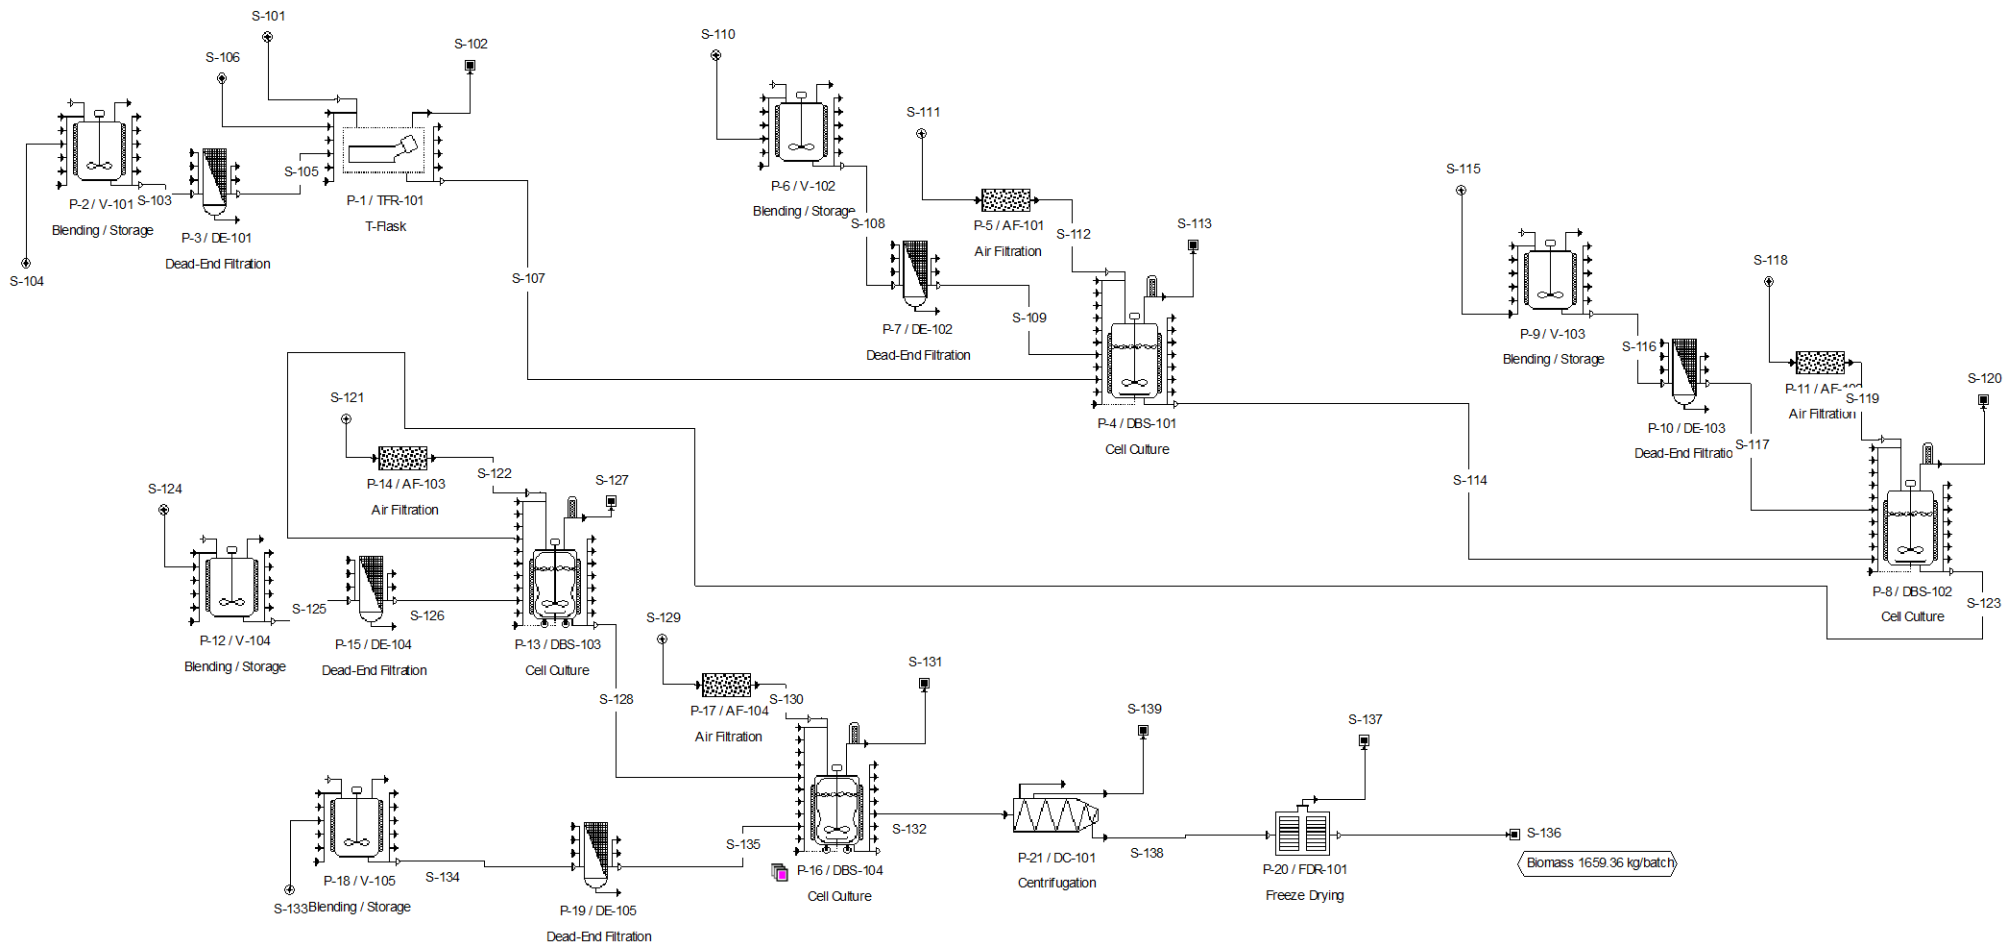 S-101
S-106
S-102
S-103
P-2 / V-101
Blending / Storage
S-104
P-3 / DE-101
Dead-End Filtration
S-105
P-1 / TFR-101
T-Flask
S-107
S-110
P-6 / V-102
Blending / Storage
S-108
S-111
P-5 / AF-101
Air Filtration
S-112
S-113
P-7 / DE-102
Dead-End Filtration
S-109
P-4 / DBS-101
Cell Culture
S-114
S-115
P-9 / V-103
Blending / Storage
S-116
S-118
P-11 / AF-
S-119
Air Filtration
S-120
P-10 / DE-103
Dead-End Filtratio
S-117
P-8 / DBS-102
Cell Culture
S-123
S-121
P-14 / AF-103
Air Filtration
S-122
S-127
S-124
P-12 / V-104
Blending / Storage
S-125
P-15 / DE-104
Dead-End Filtration
S-126
P-13 / DBS-103
Cell Culture
S-128
S-129
P-17 / AF-104
Air Filtration
S-130
S-131
P-18 / V-105
S-133
Blending / Storage
S-134
P-19 / DE-105
Dead-End Filtration
S-135
P-16 / DBS-104
Cell Culture
S-132
S-139
P-21 / DC-101
Centrifugation
S-138
S-137
P-20 / FDR-101
Freeze Drying
S-136
Biomass 1659.36 kg/batch